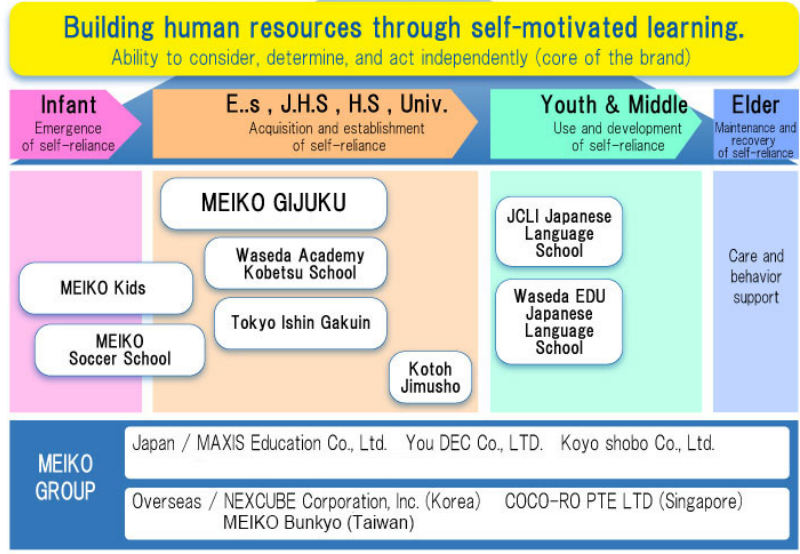 Building human resources through self-motivated learning.
Ability to consider, determine, and act independently (core of the brand)
Infant
Emergence
of self-reliance
E..s , J.H.S , H.S , Univ.
Acquisition and establishment
of self-reliance
Youth & Middle
Use and development
of self-reliance
Elder
Maintenance and
recovery
of self-reliance
MEIKO GIJUKU
Waseda Academy
Kobetsu School
MEIKO Kids
Tokyo Ishin Gakuin
MEIKO
Soccer School
Kotoh
Jimusho
JCLI Japanese
Language
School
Waseda EDU
Japanese
Language
School
Care and
behavior
support
MEIKO
GROUP
Japan / MAXIS Education Co., Ltd. You DEC Co., LTD. Koyo shobo Co., Ltd.
Overseas / NEXCUBE Corporation, Inc. (Korea) COCO-RO PTE LTD (Singapore)
MEIKO Bunkyo (Taiwan)